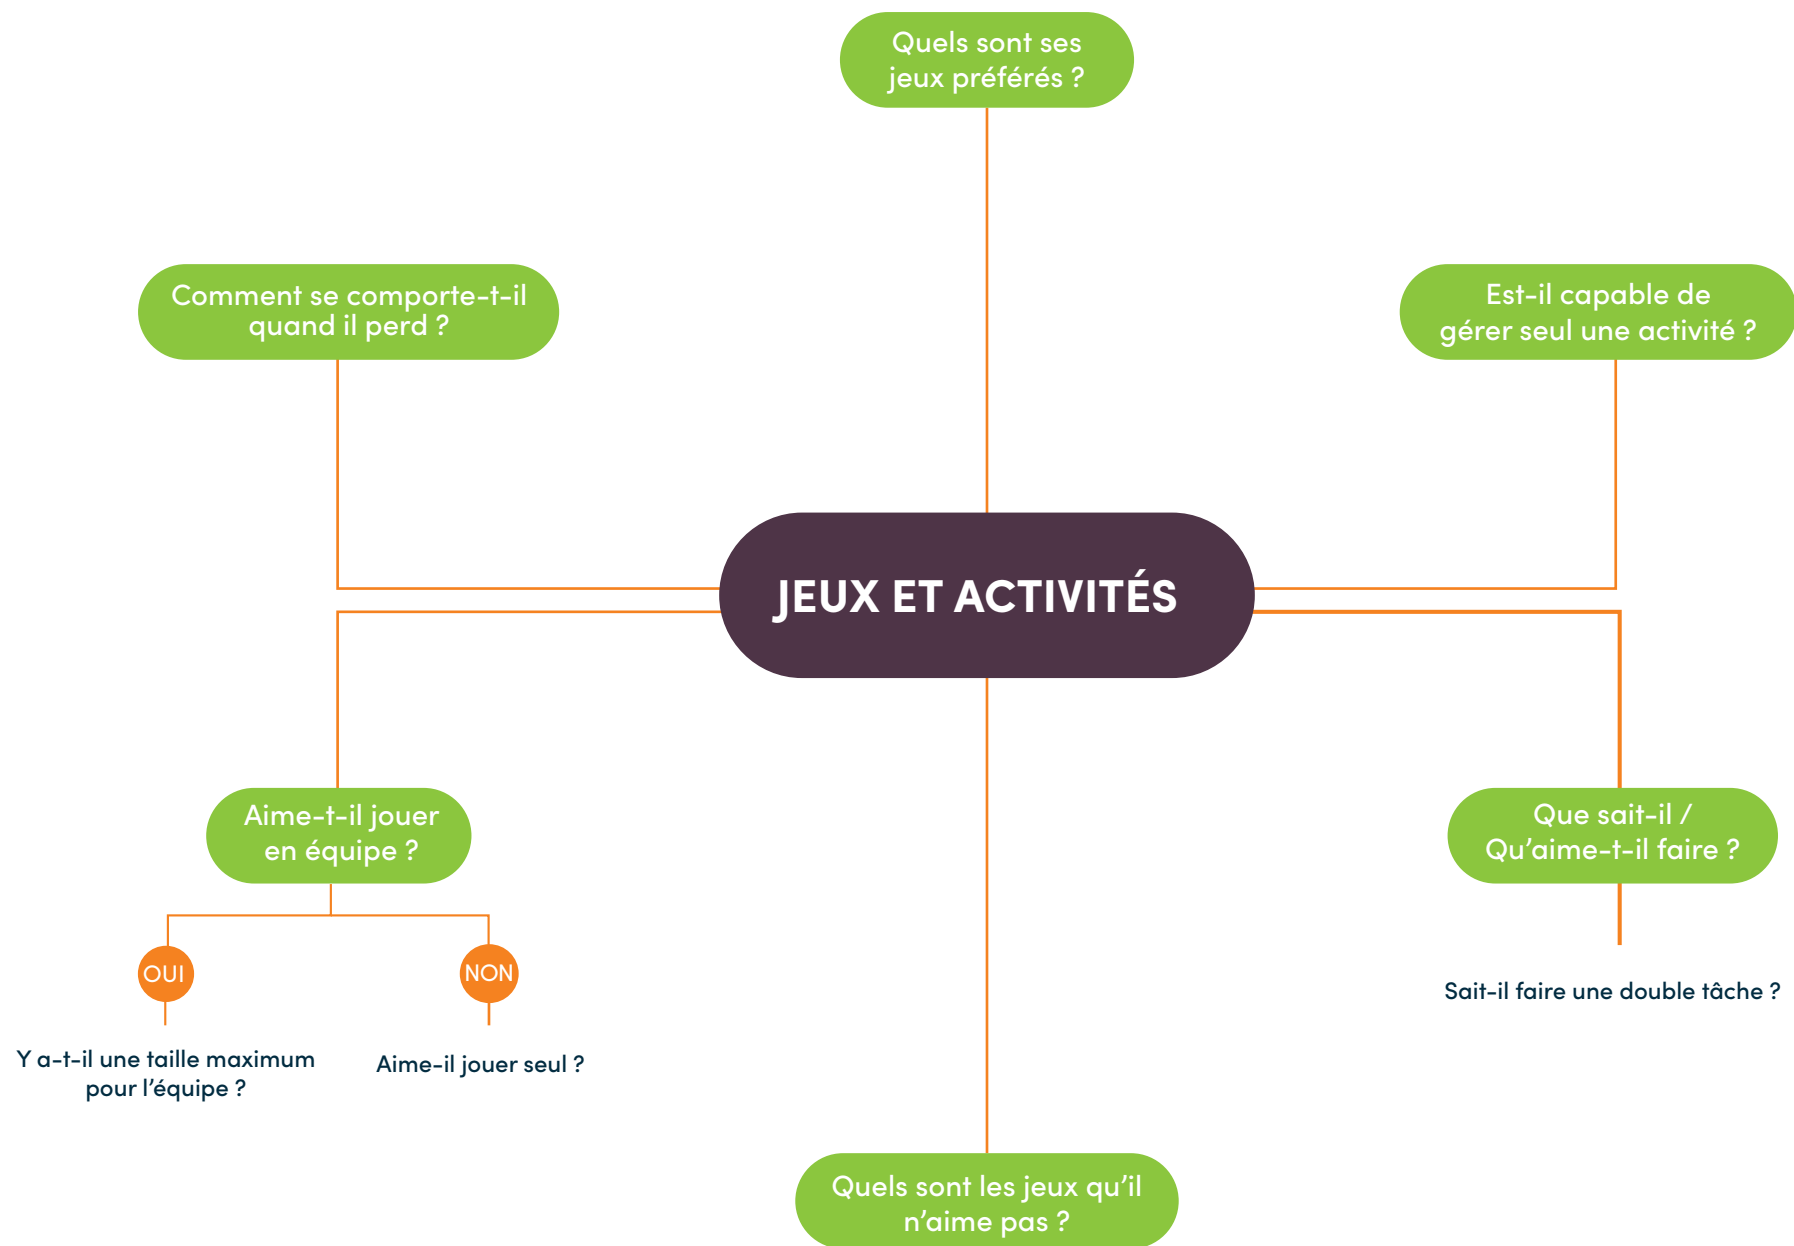 Quels sont ses
jeux préférés ?
Comment se comporte-t-il
quand il perd ?
Est-il capable de
gérer seul une activité ?
JEUX ET ACTIVITÉS
Aime-t-il jouer
en équipe ?
OUI
NON
Y a-t-il une taille maximum
pour l'équipe ?
Aime-il jouer seul ?
Que sait-il /
Qu'aime-t-il faire ?
Sait-il faire une double tâche ?
Quels sont les jeux qu'il
n'aime pas ?